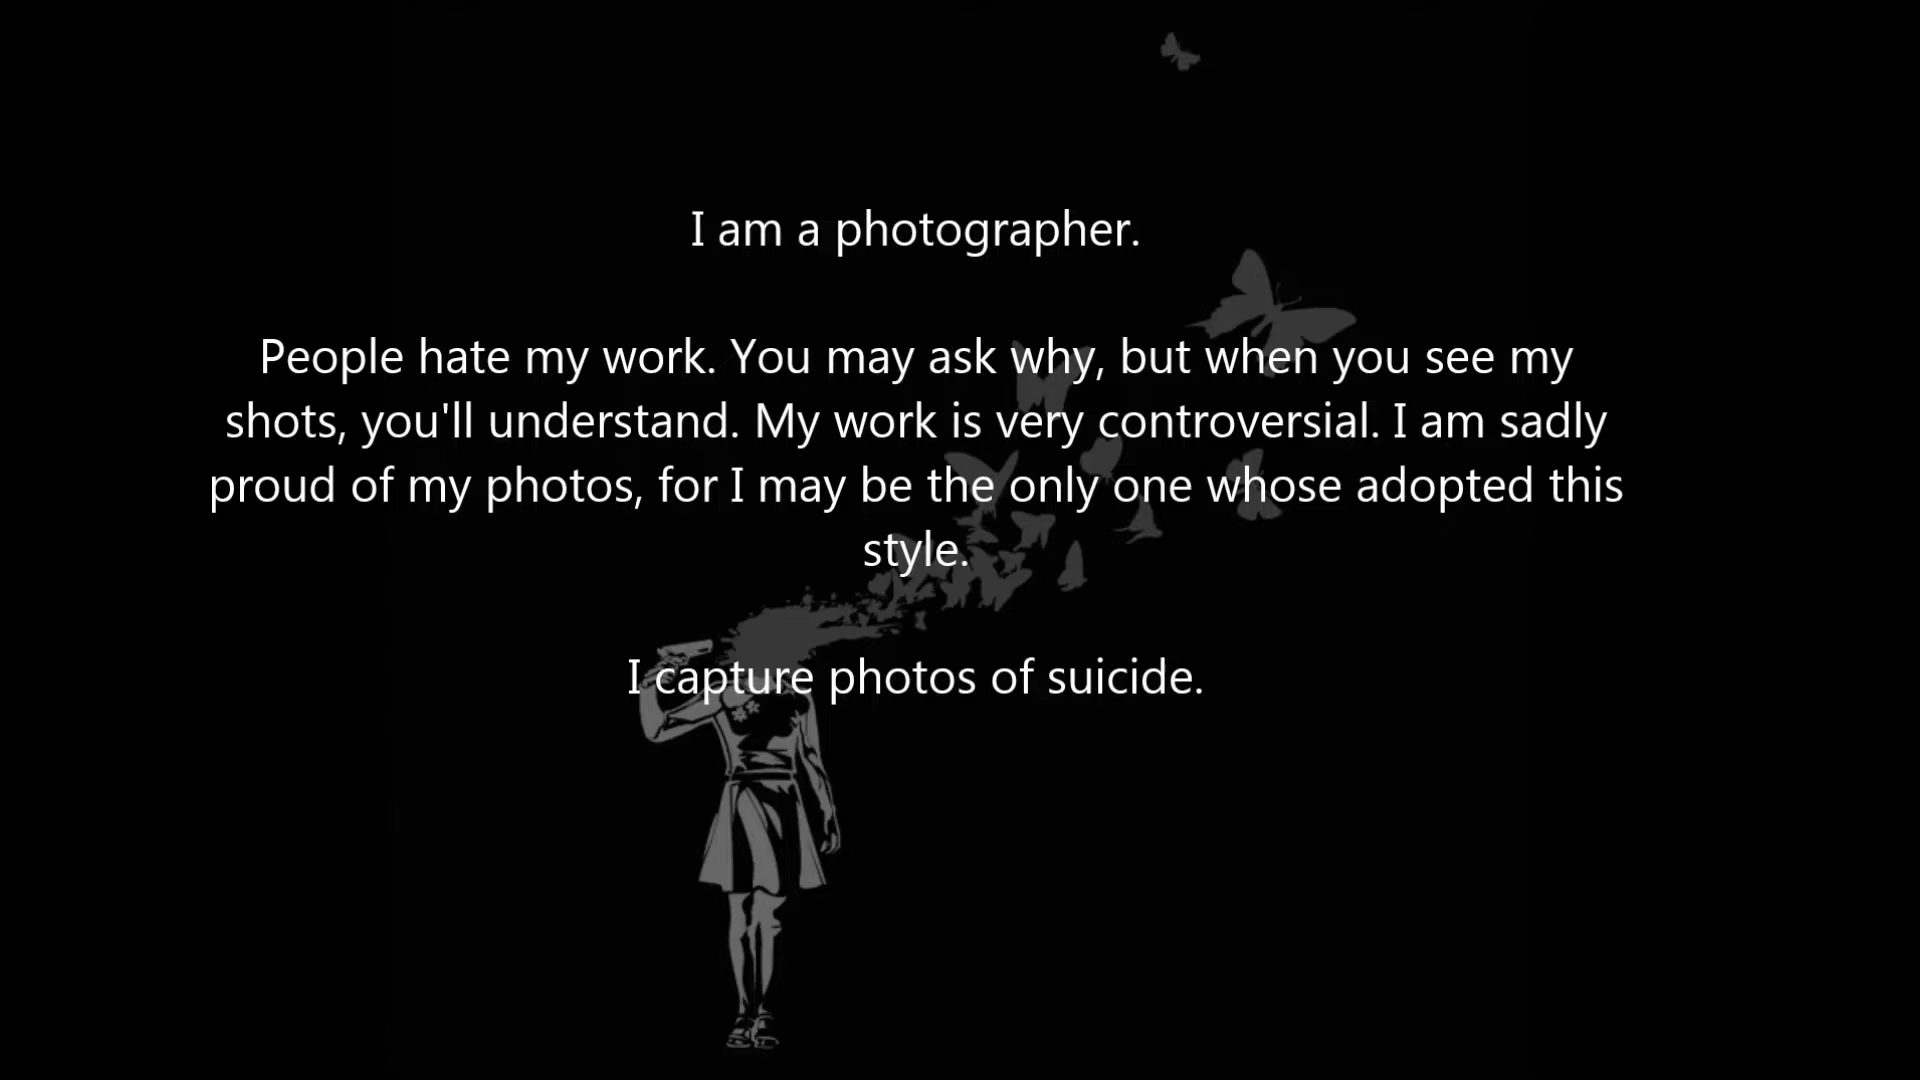 I am a photographer.
People hate my work. You may ask why, but when you see my
shots, you'll understand. My work is very controversial. I am sadly
proud of my photos, for I may be the only one whose adopted this
style.
I capture photos of suicide.